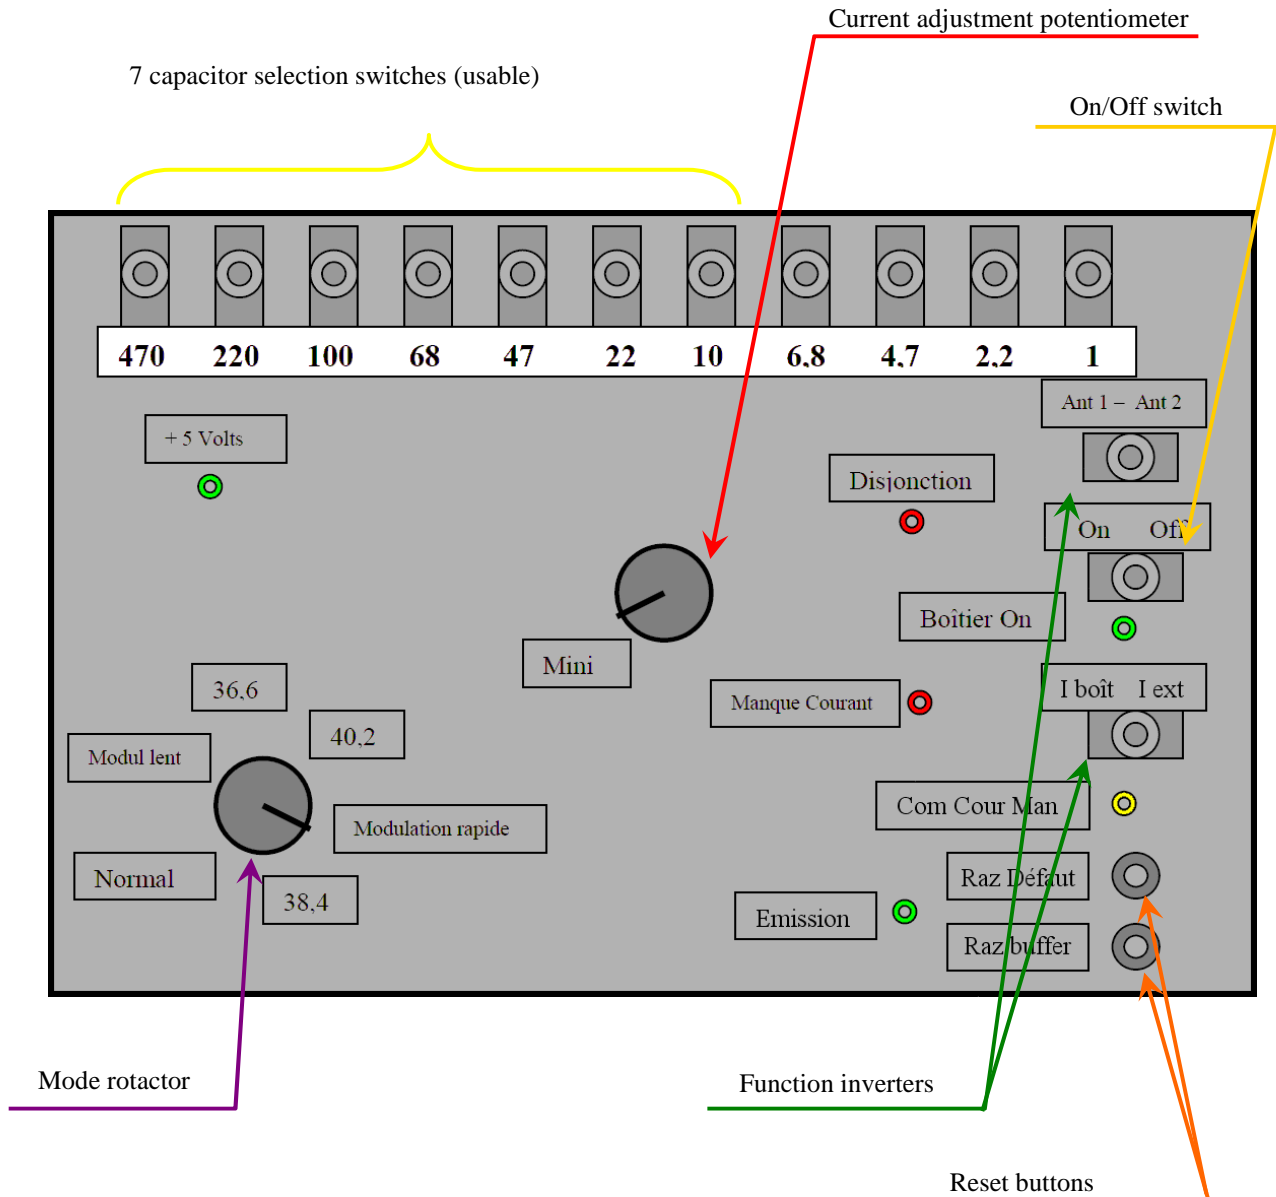 Current adjustment potentiometer
7 capacitor selection switches (usable)
On/Off switch
470 220 100 68 47 22 10 6,8 4,7 2,2 1
Ant 1 – Ant 2
+ 5 Volts
Disjonction
On Off
Boîtier On
Mini
36,6
I boît I ext
Manque Courant
40,2
Modul lent
Com Cour Man
Modulation rapide
Normal
Raz Défaut
38,4
Emission
Raz buffer
Mode rotactor
Function inverters
Reset buttons